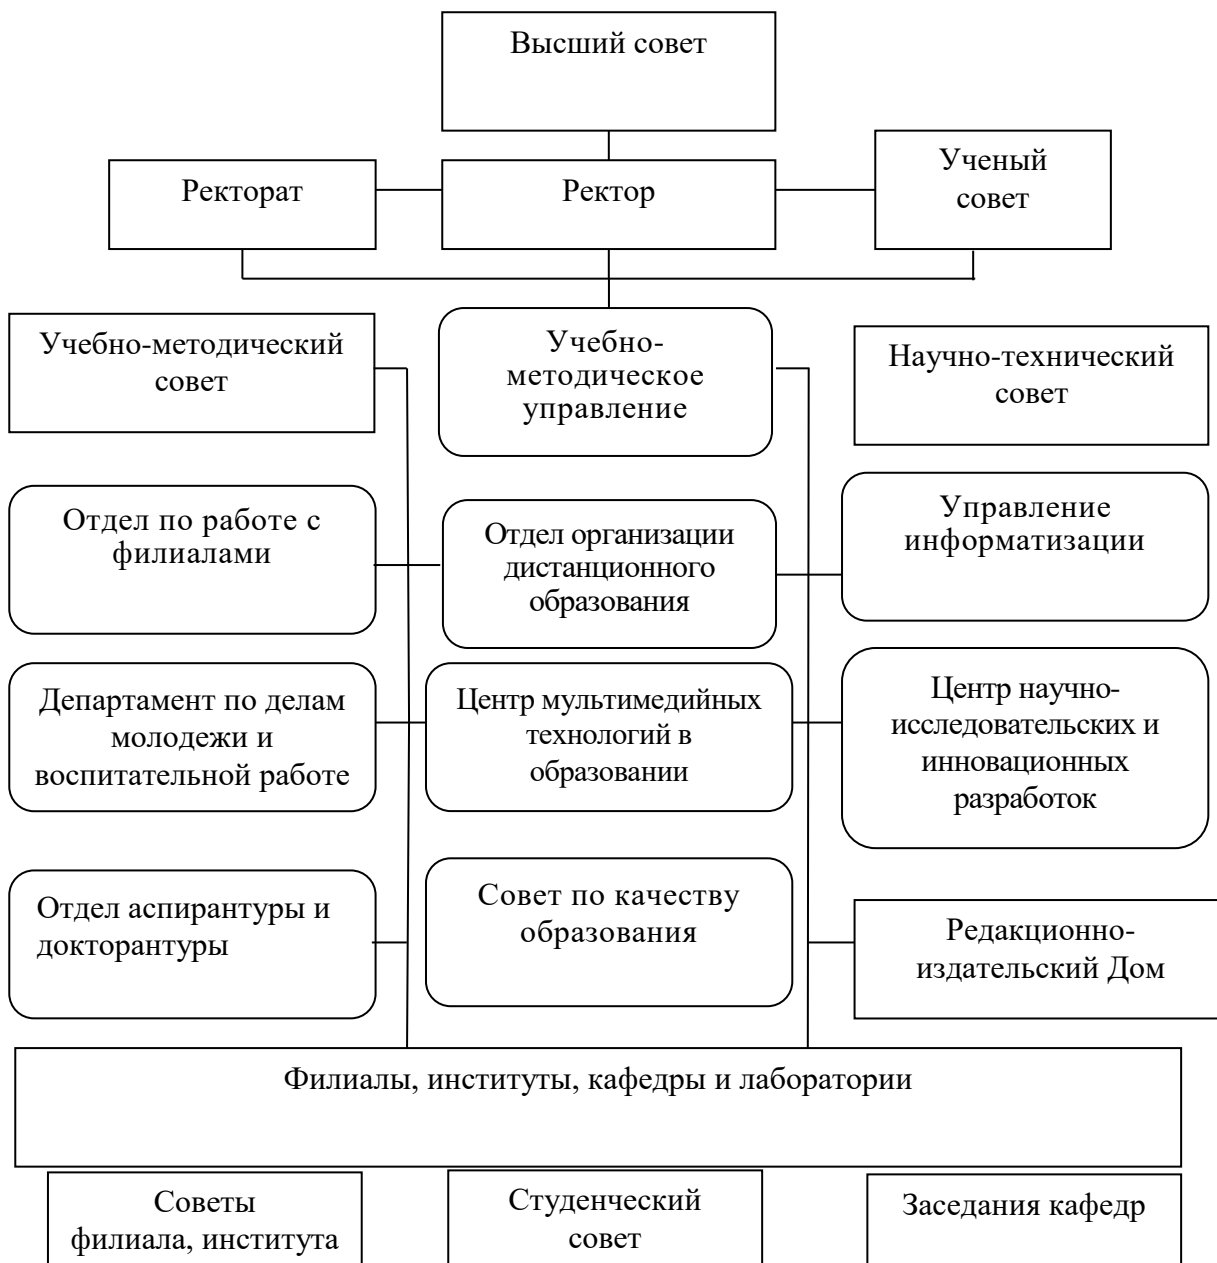 Высший совет
Ректорат
Ректор
Ученый
совет
Учебно-методический
совет
Учебно-
методическое
управление
Научно-технический
совет
Отдел по работе с
филиалами
Отдел организации
дистанционного
образования
Управление
информатизации
Департамент по делам
молодежи и
воспитательной работе
Центр мультимедийных
технологий в
образовании
Центр научно-
исследовательских и
инновационных
разработок
Отдел аспирантуры и
докторантуры
Совет по качеству
образования
Редакционно-
издательский Дом
Филиалы, институты, кафедры и лаборатории
Советы
филиала, института
Студенческий
совет
Заседания кафедр